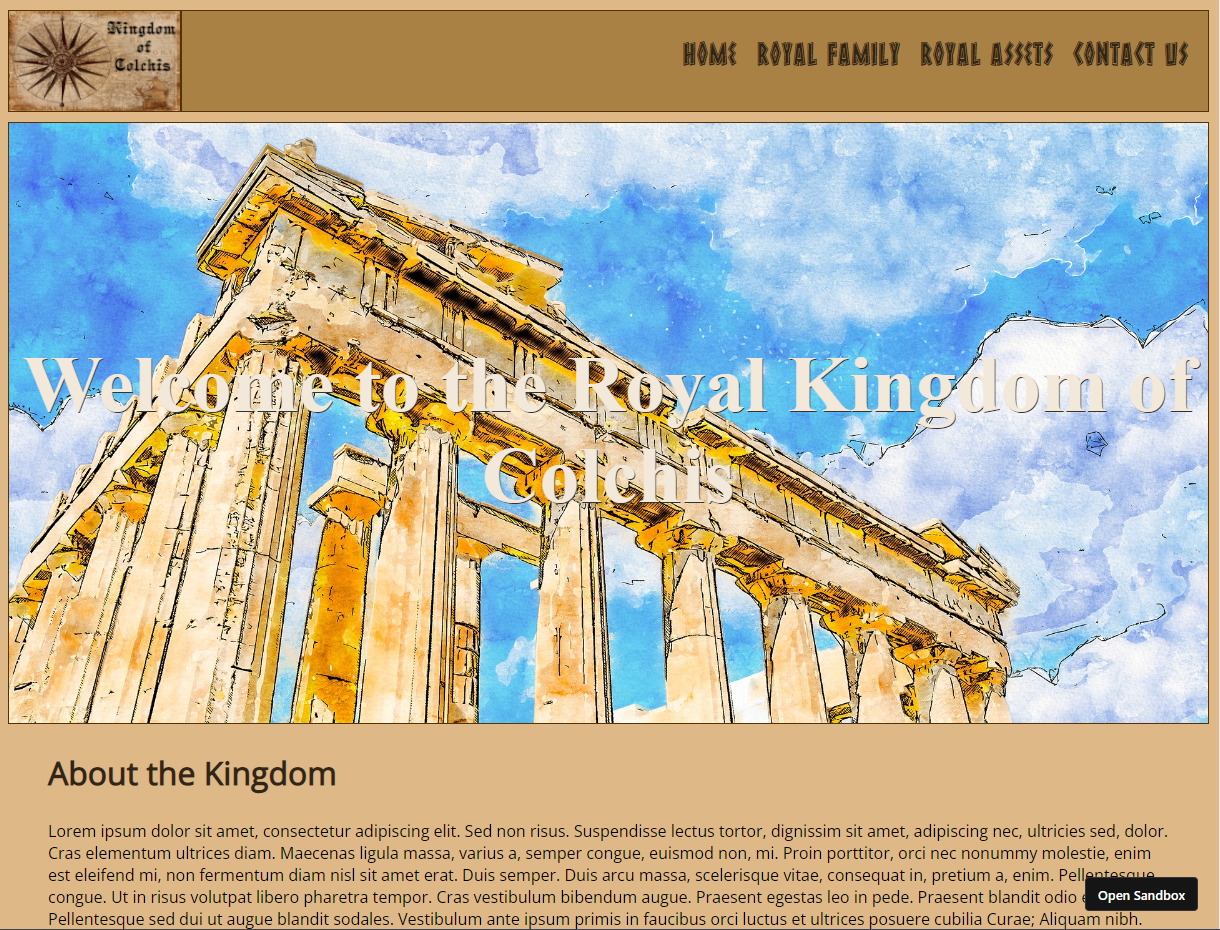 Kingdom
of
Colchis
HOME ROYAL FAMILY ROYAL ASSETS CONTACT US
Welcome to the Royal Kingdom of
Colchis
About the Kingdom
Lorem ipsum dolor sit amet, consectetur adipiscing elit. Sed non risus. Suspendisse lectus tortor, dignissim sit amet, adipiscing nec, ultricies sed, dolor.
Cras elementum ultrices diam. Maecenas ligula massa, varius a, semper congue, euismod non, mi. Proin porttitor, orci nec nonummy molestie, enim
est eleifend mi, non fermentum diam nisl sit amet erat. Duis semper. Duis arcu massa, scelerisque vitae, consequat in, pretium a, enim. Pellentesque
congue. Ut in risus volutpat libero pharetra tempor. Cras vestibulum bibendum augue. Praesent egestas leo in pede. Praesent blandit odio
Open Sandbox
Pellentesque sed dui ut augue blandit sodales. Vestibulum ante ipsum primis in faucibus orci luctus et ultrices posuere cubilia Curae; Aliquam nibh.